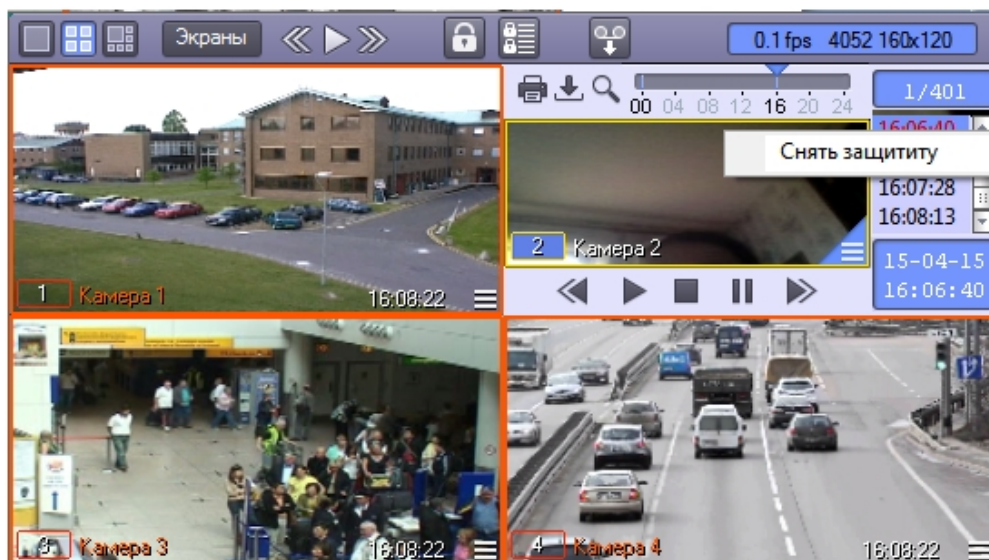 Экраны
0.1 fps 4052 160x120
00 04 08 12 16 20 24
1/401
16:06:40
Снять защититу
16:07:28
16:08:13
2 Камера 2
15-04-15
16:06:40
1 Камера 1 16:08:22
3 Камера 3 16:08:22
4 Камера 4 16:08:22